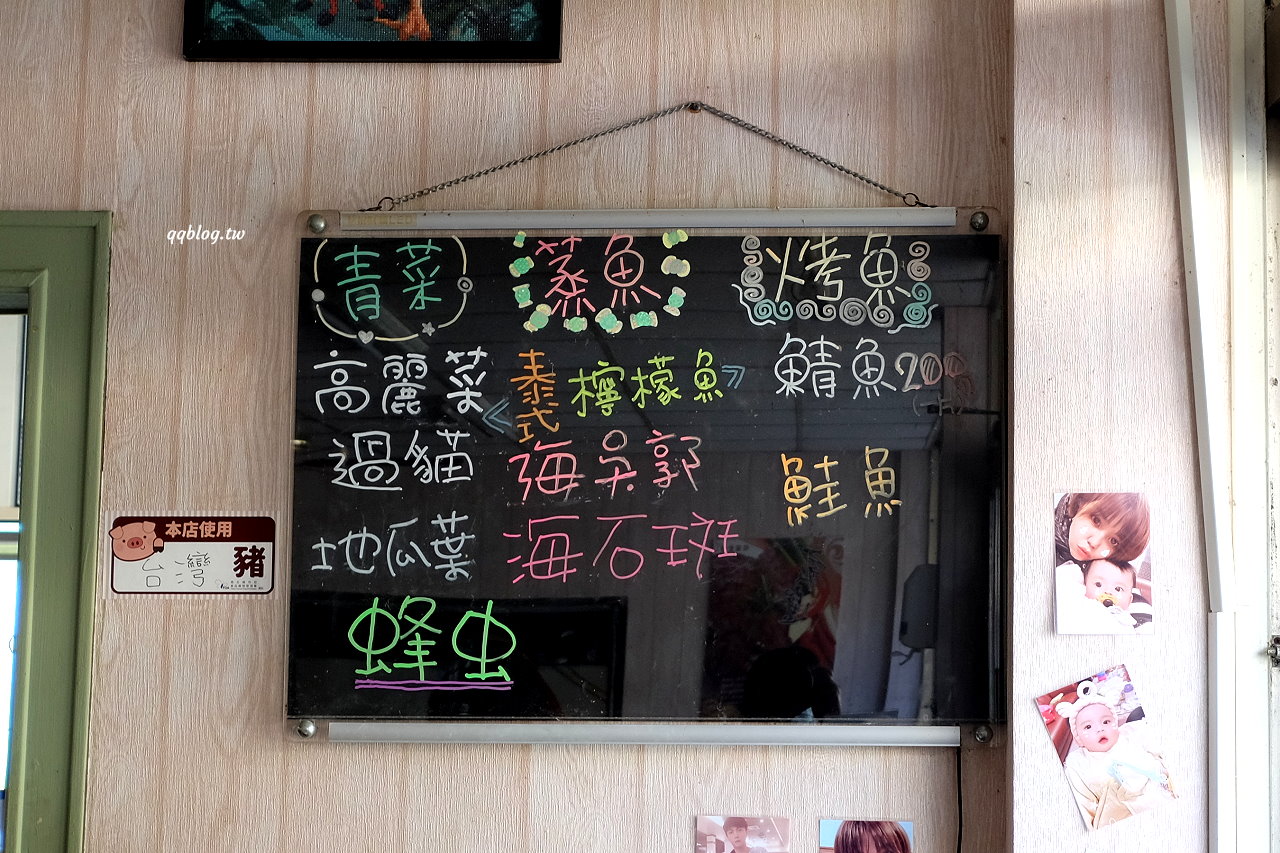 qqblog.tw
青菜
高麗菜
過貓
地瓜葉
蜂虫
蒸魚
《泰式檸檬魚》
海吳郭
海石斑
烤魚
鯖魚200
鮭魚
本店使用
台灣豬